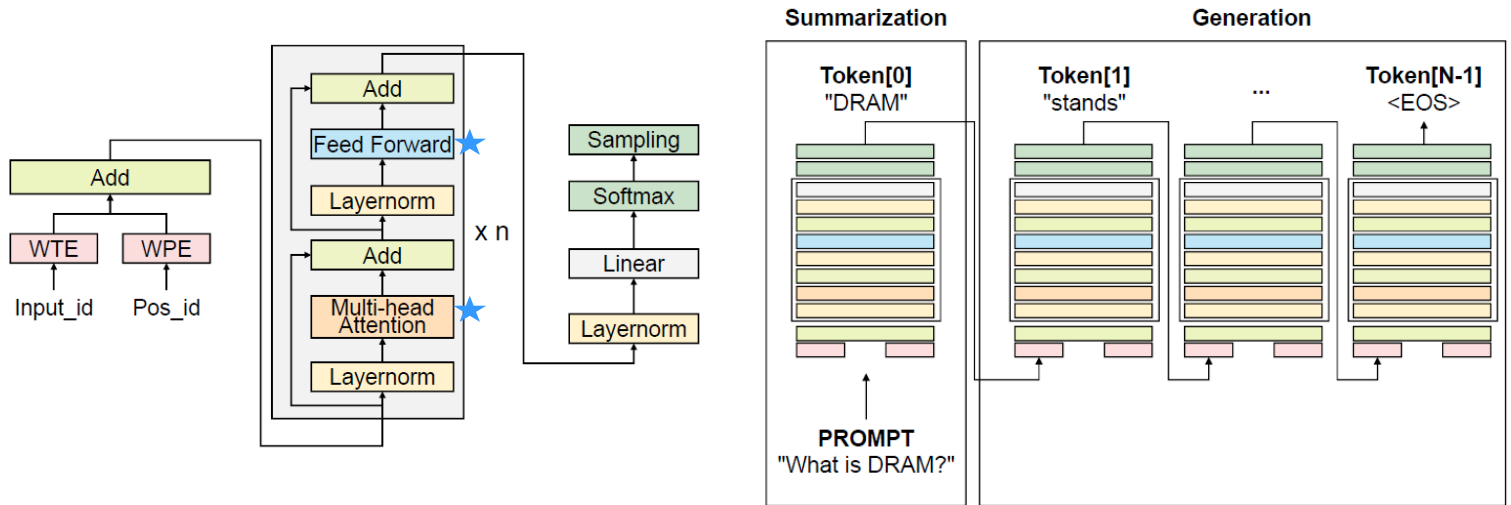 Add
WTE
WPE
Input_id
Pos_id
Add
Feed Forward
Layernorm
Add
Multi-head
Attention
Layernorm
x n
Sampling
Softmax
Linear
Layernorm
Summarization
Generation
Token[0]
"DRAM"
Token[1]
"stands"
...
Token[N-1]
<EOS>
PROMPT
"What is DRAM?"